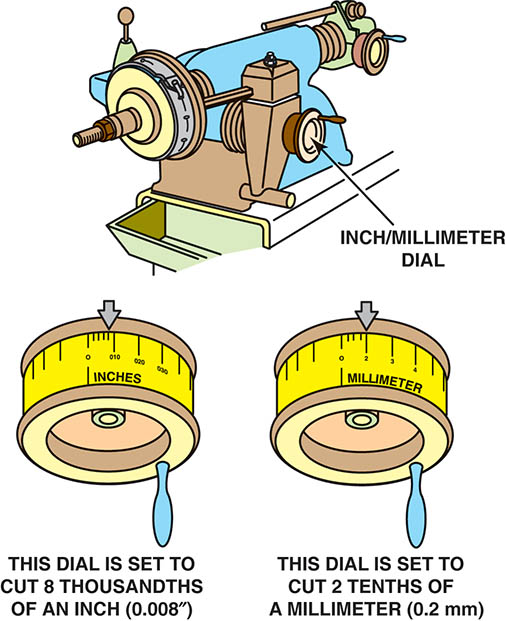 INCH/MILLIMETER
DIAL
0 010 020 030
INCHES
0 2 3 4
MILLIMETER
THIS DIAL IS SET TO
CUT 8 THOUSANDTHS
OF AN INCH (0.008″)
THIS DIAL IS SET TO
CUT 2 TENTHS OF
A MILLIMETER (0.2 mm)